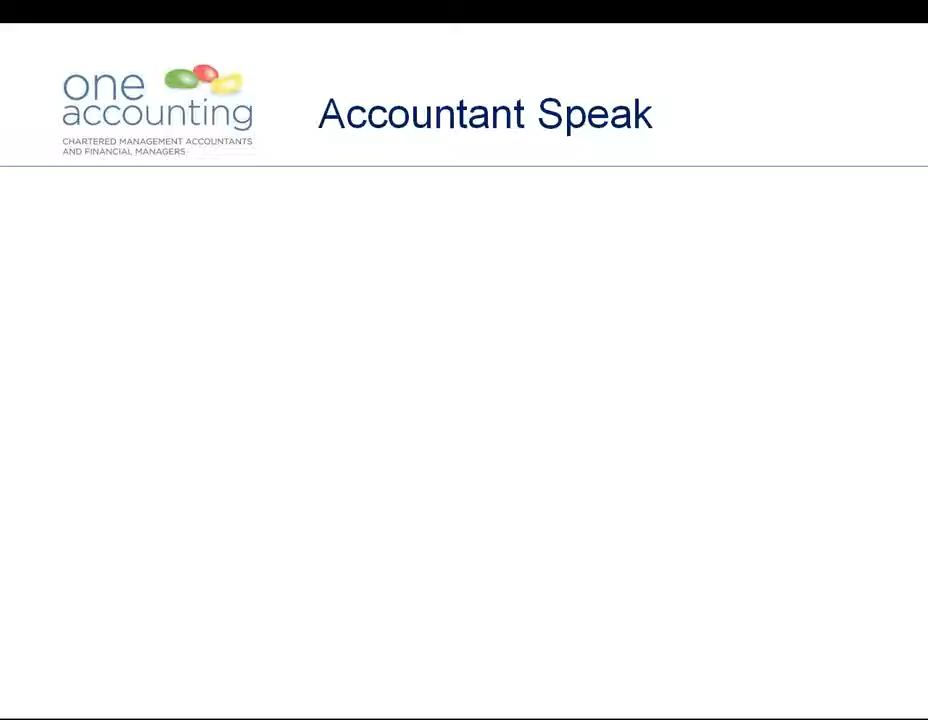 one
accounting
CHARTERED MANAGEMENT ACCOUNTANTS
AND FINANCIAL MANAGERS
Accountant Speak